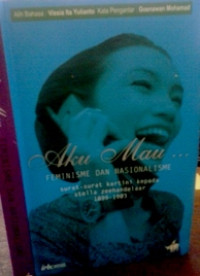 Alih Bahasa: Vissia Ita Yulianto Kata Pengantar: Goenawan Mohamad
Aku Mau ...
FEMINISME DAN NASIONALISME
surat-surat kartini kepada
stella zeehandelaar
1899-1903